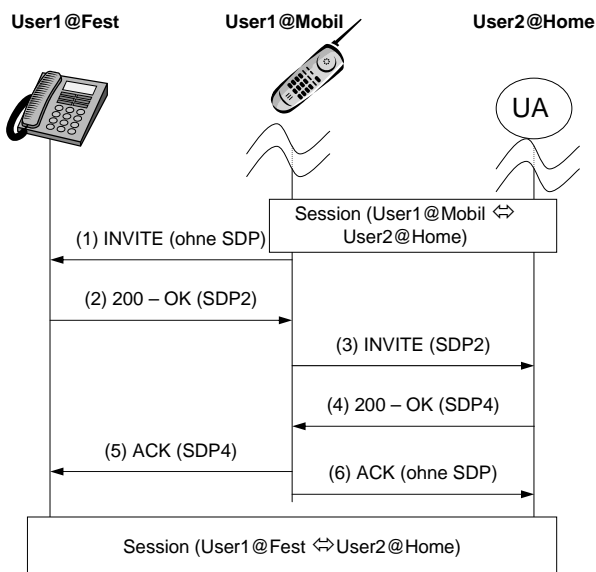 User1@Fest
User1@Mobil
User2@Home
UA
Session (User1@Mobil ⇔
User2@Home)
(1) INVITE (ohne SDP)
(2) 200 – OK (SDP2)
(3) INVITE (SDP2)
(4) 200 – OK (SDP4)
(5) ACK (SDP4)
(6) ACK (ohne SDP)
Session (User1@Fest ⇔User2@Home)